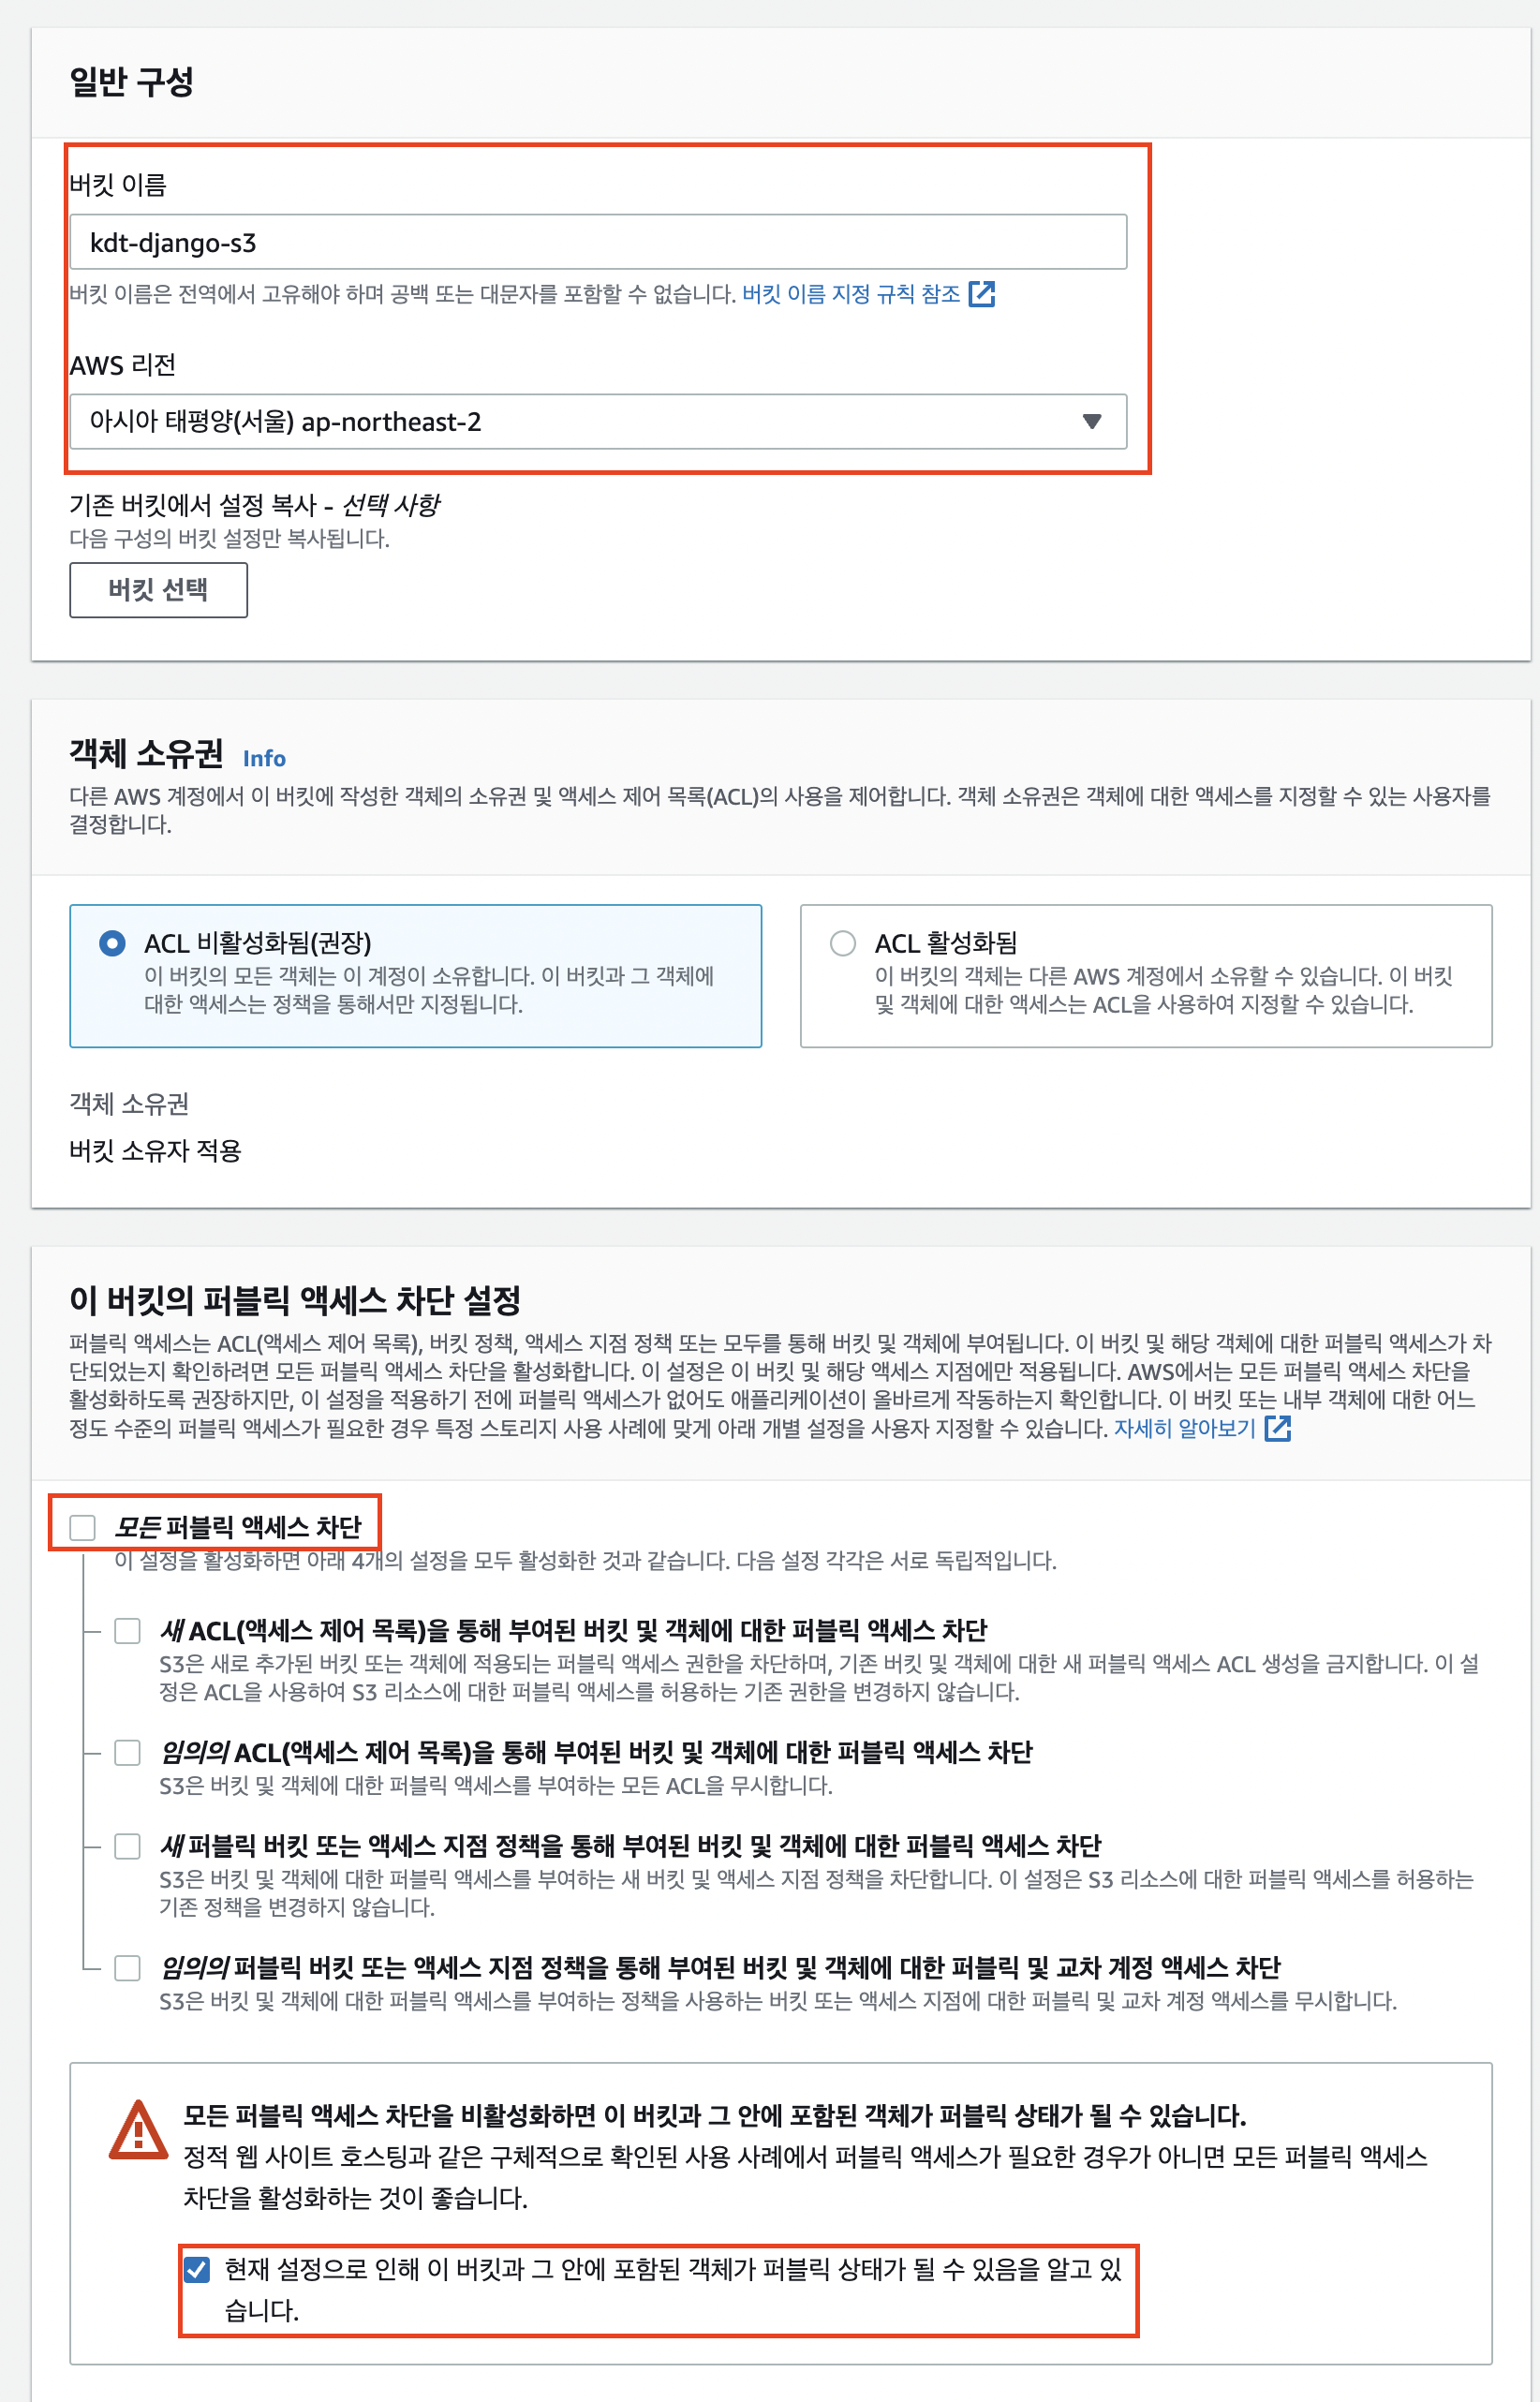 일반 구성
버킷 이름
kdt-django-s3
버킷 이름은 전역에서 고유해야 하며 공백 또는 대문자를 포함할 수 없습니다. 버킷 이름 지정 규칙 참조
AWS 리전
아시아 태평양(서울) ap-northeast-2
기존 버킷에서 설정 복사 - 선택 사항
다음 구성의 버킷 설정만 복사됩니다.
버킷 선택
객체 소유권 Info
다른 AWS 계정에서 이 버킷에 작성한 객체의 소유권 및 액세스 제어 목록(ACL)의 사용을 제어합니다. 객체 소유권은 객체에 대한 액세스를 지정할 수 있는 사용자를
결정합니다.
ACL 비활성화됨(권장)
이 버킷의 모든 객체는 이 계정이 소유합니다. 이 버킷과 그 객체에
대한 액세스는 정책을 통해서만 지정됩니다.
ACL 활성화됨
이 버킷의 객체는 다른 AWS 계정에서 소유할 수 있습니다. 이 버킷
및 객체에 대한 액세스는 ACL을 사용하여 지정할 수 있습니다.
객체 소유권
버킷 소유자 적용
이 버킷의 퍼블릭 액세스 차단 설정
퍼블릭 액세스는 ACL(액세스 제어 목록), 버킷 정책, 액세스 지점 정책 또는 모두를 통해 버킷 및 객체에 부여됩니다. 이 버킷 및 해당 객체에 대한 퍼블릭 액세스가 차
단되었는지 확인하려면 모든 퍼블릭 액세스 차단을 활성화합니다. 이 설정은 이 버킷 및 해당 액세스 지점에만 적용됩니다. AWS에서는 모든 퍼블릭 액세스 차단을
활성화하도록 권장하지만, 이 설정을 적용하기 전에 퍼블릭 액세스가 없어도 애플리케이션이 올바르게 작동하는지 확인합니다. 이 버킷 또는 내부 객체에 대한 어느
정도 수준의 퍼블릭 액세스가 필요한 경우 특정 스토리지 사용 사례에 맞게 아래 개별 설정을 사용자 지정할 수 있습니다. 자세히 알아보기
모든 퍼블릭 액세스 차단
이 설정을 활성화하면 아래 4개의 설정을 모두 활성화한 것과 같습니다. 다음 설정 각각은 서로 독립적입니다.
새 ACL(액세스 제어 목록)을 통해 부여된 버킷 및 객체에 대한 퍼블릭 액세스 차단
S3은 새로 추가된 버킷 또는 객체에 적용되는 퍼블릭 액세스 권한을 차단하며, 기존 버킷 및 객체에 대한 새 퍼블릭 액세스 ACL 생성을 금지합니다. 이 설
정은 ACL을 사용하여 S3 리소스에 대한 퍼블릭 액세스를 허용하는 기존 권한을 변경하지 않습니다.
임의의 ACL(액세스 제어 목록)을 통해 부여된 버킷 및 객체에 대한 퍼블릭 액세스 차단
S3은 버킷 및 객체에 대한 퍼블릭 액세스를 부여하는 모든 ACL을 무시합니다.
새 퍼블릭 버킷 또는 액세스 지점 정책을 통해 부여된 버킷 및 객체에 대한 퍼블릭 액세스 차단
S3은 버킷 및 객체에 대한 퍼블릭 액세스를 부여하는 새 버킷 및 액세스 지점 정책을 차단합니다. 이 설정은 S3 리소스에 대한 퍼블릭 액세스를 허용하는
기존 정책을 변경하지 않습니다.
임의의 퍼블릭 버킷 또는 액세스 지점 정책을 통해 부여된 버킷 및 객체에 대한 퍼블릭 및 교차 계정 액세스 차단
S3은 버킷 및 객체에 대한 퍼블릭 액세스를 부여하는 정책을 사용하는 버킷 또는 액세스 지점에 대한 퍼블릭 및 교차 계정 액세스를 무시합니다.
모든 퍼블릭 액세스 차단을 비활성화하면 이 버킷과 그 안에 포함된 객체가 퍼블릭 상태가 될 수 있습니다.
정적 웹 사이트 호스팅과 같은 구체적으로 확인된 사용 사례에서 퍼블릭 액세스가 필요한 경우가 아니면 모든 퍼블릭 액세스
차단을 활성화하는 것이 좋습니다.
현재 설정으로 인해 이 버킷과 그 안에 포함된 객체가 퍼블릭 상태가 될 수 있음을 알고 있
습니다.